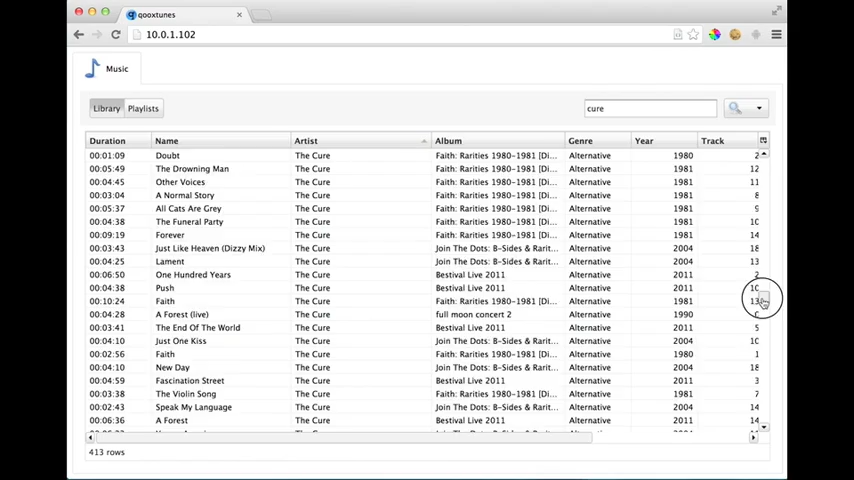 qooxtunes
10.0.1.102
Music
Library Playlists cure
Duration Name Artist Album Genre Year Track
00:01:09 Doubt The Cure Faith: Rarities 1980-1981 [Di... Alternative 1980 2
00:05:49 The Drowning Man The Cure Faith: Rarities 1980-1981 [Di... Alternative 1981 12
00:04:45 Other Voices The Cure Faith: Rarities 1980-1981 [Di... Alternative 1981 11
00:03:04 A Normal Story The Cure Faith: Rarities 1980-1981 [Di... Alternative 1981 8
00:05:37 All Cats Are Grey The Cure Faith: Rarities 1980-1981 [Di... Alternative 1981 9
00:04:38 The Funeral Party The Cure Faith: Rarities 1980-1981 [Di... Alternative 1981 10
00:09:19 Forever The Cure Faith: Rarities 1980-1981 [Di... Alternative 1981 14
00:03:43 Just Like Heaven (Dizzy Mix) The Cure Join The Dots: B-Sides & Rarit... Alternative 2004 18
00:04:25 Lament The Cure Join The Dots: B-Sides & Rarit... Alternative 2004 13
00:06:50 One Hundred Years The Cure Bestival Live 2011 Alternative 2011 2
00:04:38 Push The Cure Bestival Live 2011 Alternative 2011 10
00:10:24 Faith The Cure Faith: Rarities 1980-1981 [Di... Alternative 1981 13
00:04:28 A Forest (live) The Cure full moon concert 2 Alternative 1990 0
00:03:41 The End Of The World The Cure Bestival Live 2011 Alternative 2011 5
00:04:10 Just One Kiss The Cure Join The Dots: B-Sides & Rarit... Alternative 2004 10
00:02:56 Faith The Cure Faith: Rarities 1980-1981 [Di... Alternative 1980 1
00:04:10 New Day The Cure Join The Dots: B-Sides & Rarit... Alternative 2004 18
00:04:59 Fascination Street The Cure Bestival Live 2011 Alternative 2011 3
00:03:38 The Violin Song The Cure Faith: Rarities 1980-1981 [Di... Alternative 1981 7
00:02:43 Speak My Language The Cure Join The Dots: B-Sides & Rarit... Alternative 2004 14
00:06:36 A Forest The Cure Bestival Live 2011 Alternative 2011 14
413 rows